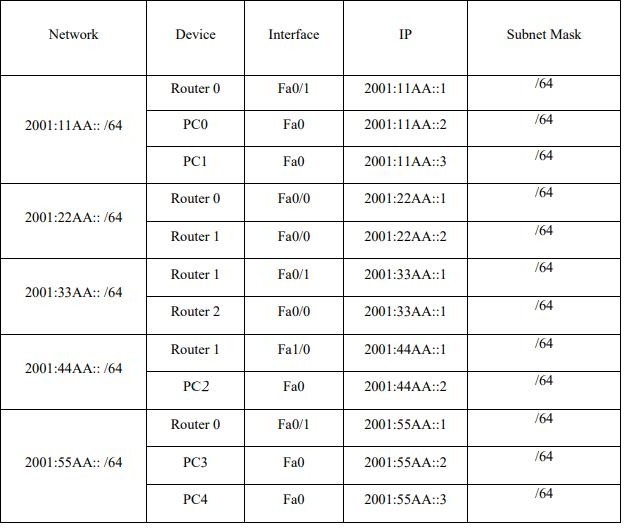 Network Device Interface IP Subnet Mask
2001:11AA:: /64 Router 0 Fa0/1 2001:11AA::1 /64
PC0 Fa0 2001:11AA::2 /64
PC1 Fa0 2001:11AA::3 /64
2001:22AA:: /64 Router 0 Fa0/0 2001:22AA::1 /64
Router 1 Fa0/0 2001:22AA::2 /64
2001:33AA:: /64 Router 1 Fa0/1 2001:33AA::1 /64
Router 2 Fa0/0 2001:33AA::1 /64
2001:44AA:: /64 Router 1 Fa1/0 2001:44AA::1 /64
PC2 Fa0 2001:44AA::2 /64
2001:55AA:: /64 Router 0 Fa0/1 2001:55AA::1 /64
PC3 Fa0 2001:55AA::2 /64
PC4 Fa0 2001:55AA::3 /64